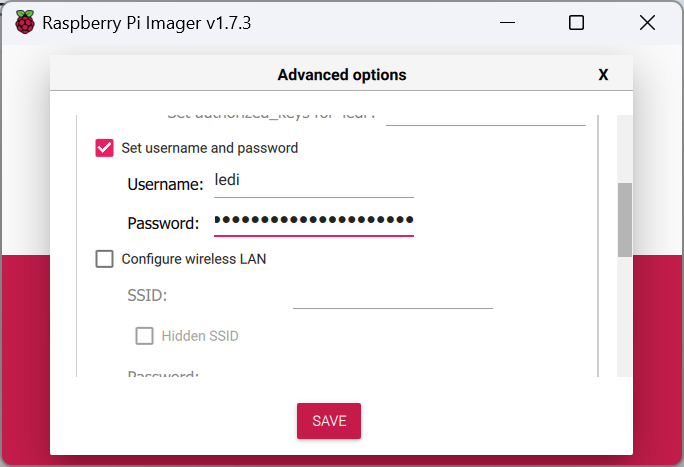 Raspberry Pi Imager v1.7.3
Advanced options
X
Set authorized_keys for 'ledi':
Set username and password
Username: ledi
Password: ••••••••••••••••••••
Configure wireless LAN
SSID:
Hidden SSID
Password:
SAVE